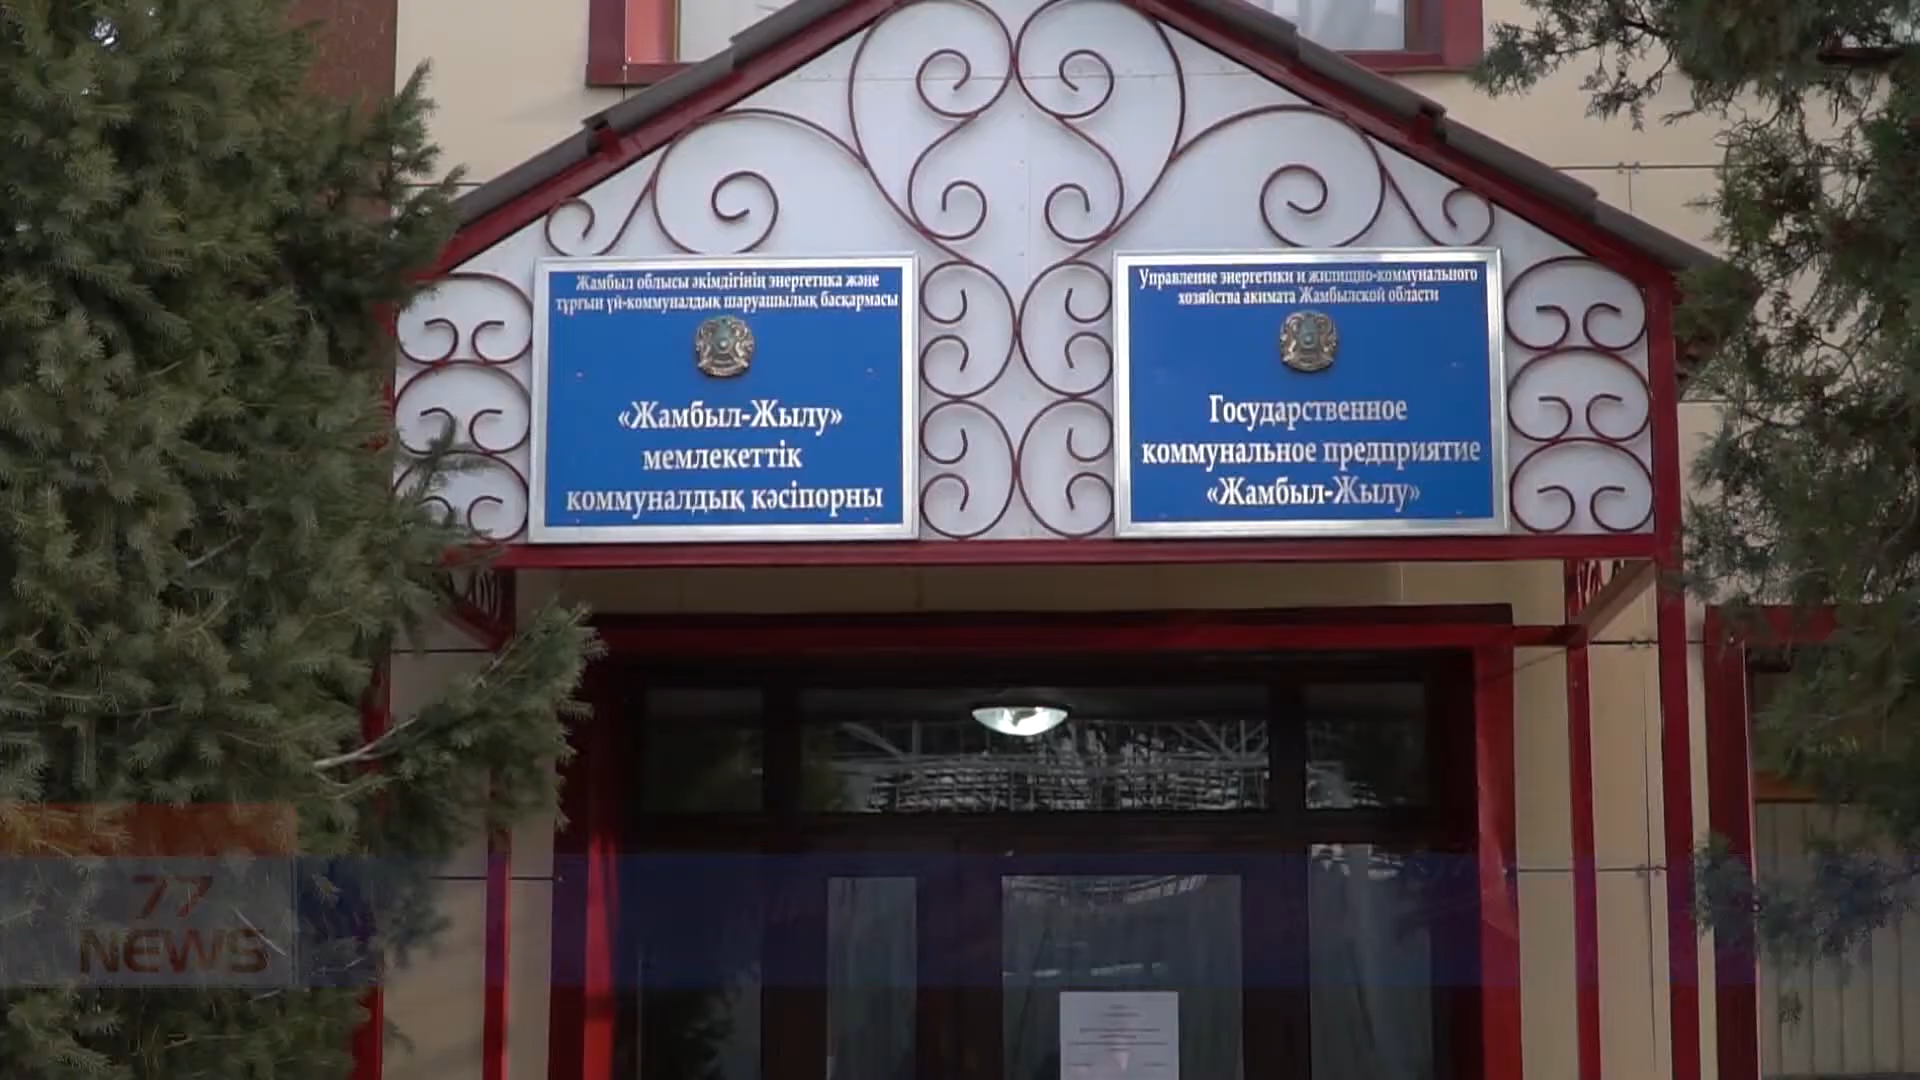 Жамбыл облысы әкімдігінің энергетика және
тұрғын үй-коммуналдық шаруашылық басқармасы
«Жамбыл-Жылу»
мемлекеттік
коммуналдық кәсіпорны
Управление энергетики и жилищно-коммунального
хозяйства акимата Жамбылской области
Государственное
коммунальное предприятие
«Жамбыл-Жылу»
77
NEWS